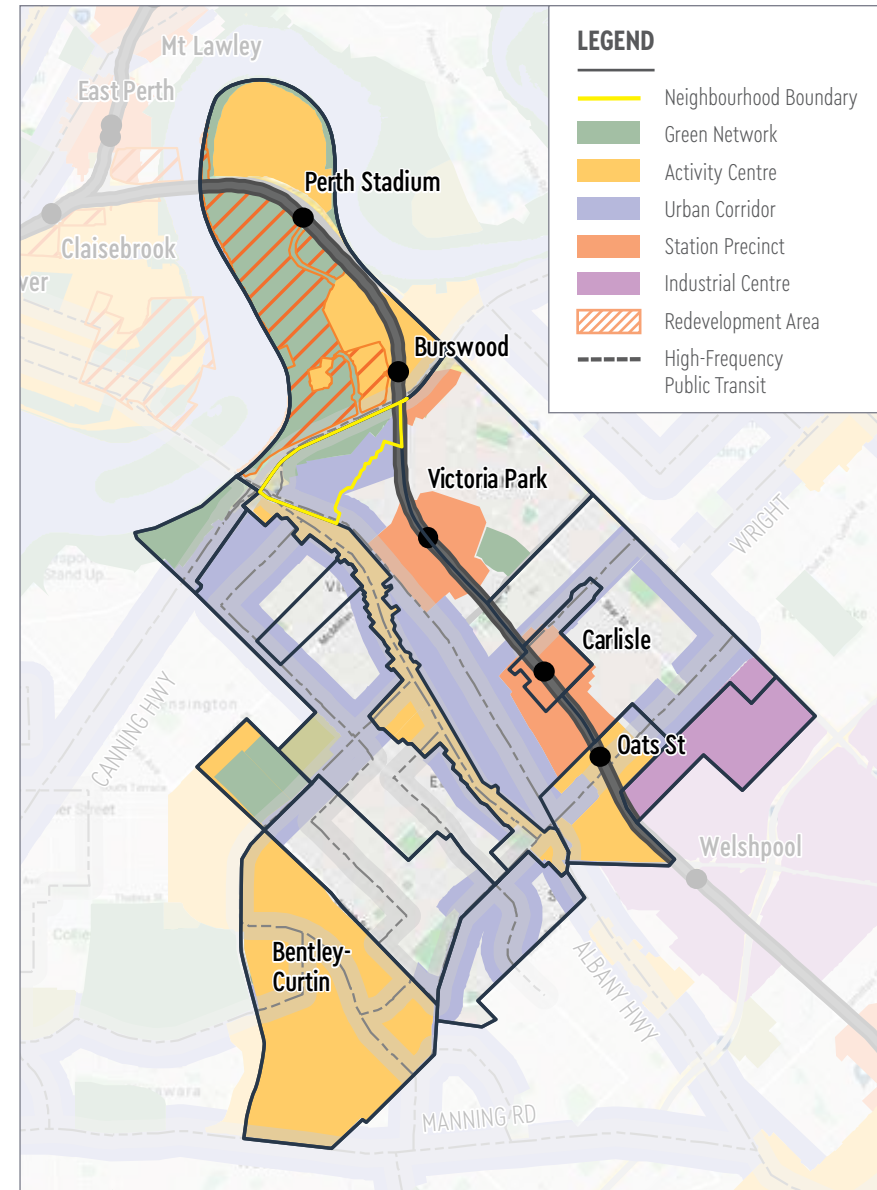 LEGEND
Neighbourhood Boundary
Green Network
Activity Centre
Urban Corridor
Station Precinct
Industrial Centre
Redevelopment Area
High-Frequency
Public Transit
Mt Lawley
East Perth
Perth Stadium
Claisebrook
ver
Burswood
Victoria Park
WRIGHT
Carlisle
CANNING HWY
ensington
Oats St
Welshpool
Bentley-
Curtin
ALBANY HWY
MANNING RD